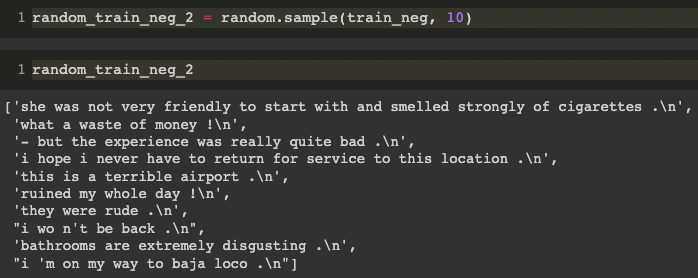 1 random_train_neg_2 = random.sample(train_neg, 10)
1 random_train_neg_2
['she was not very friendly to start with and smelled strongly of cigarettes .\n',
'what a waste of money !\n',
'- but the experience was really quite bad .\n',
'i hope i never have to return for service to this location .\n',
'this is a terrible airport .\n',
'ruined my whole day !\n',
'they were rude .\n',
"i wo n't be back .\n",
'bathrooms are extremely disgusting .\n',
"i 'm on my way to baja loco .\n"]